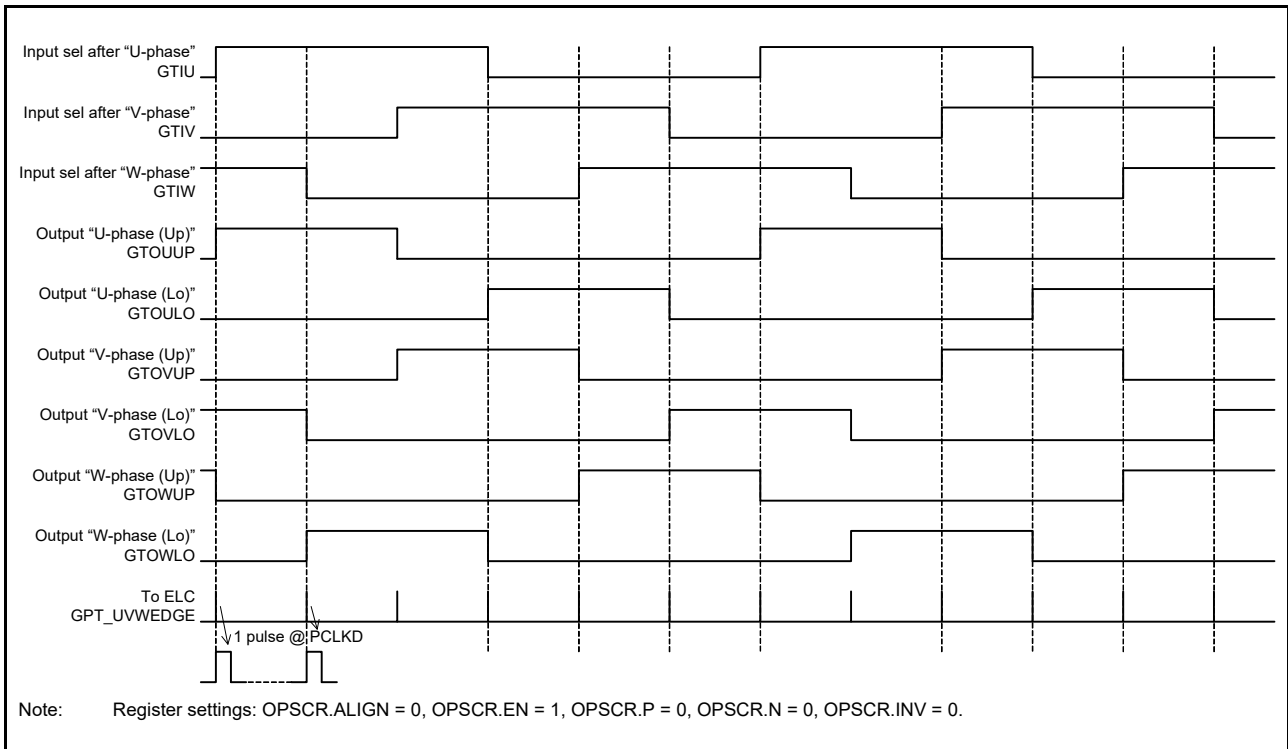 Input sel after “U-phase”
GTIU
Input sel after “V-phase”
GTIV
Input sel after “W-phase”
GTIW
Output “U-phase (Up)”
GTOUUP
Output “U-phase (Lo)”
GTOULO
Output “V-phase (Up)”
GTOVUP
Output “V-phase (Lo)”
GTOVLO
Output “W-phase (Up)”
GTOWUP
Output “W-phase (Lo)”
GTOWLO
To ELC
GPT_UVWEDGE
1 pulse @ PCLKD
Note: Register settings: OPSCR.ALIGN = 0, OPSCR.EN = 1, OPSCR.P = 0, OPSCR.N = 0, OPSCR.INV = 0.